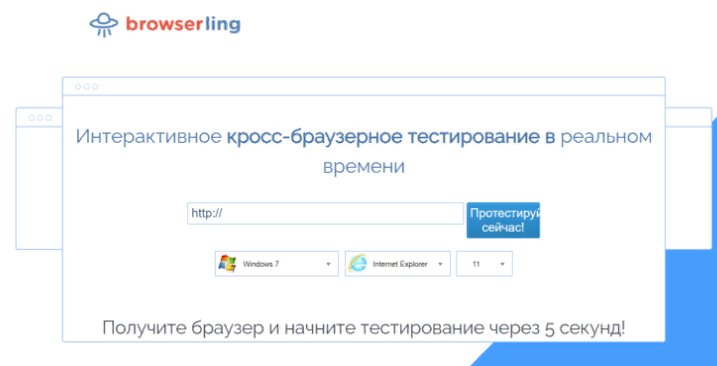 browserling
Интерактивное кросс-браузерное тестирование в реальном
времени
http://
Протестируй
сейчас!
Windows 7
Internet Explorer
11
Получите браузер и начните тестирование через 5 секунд!